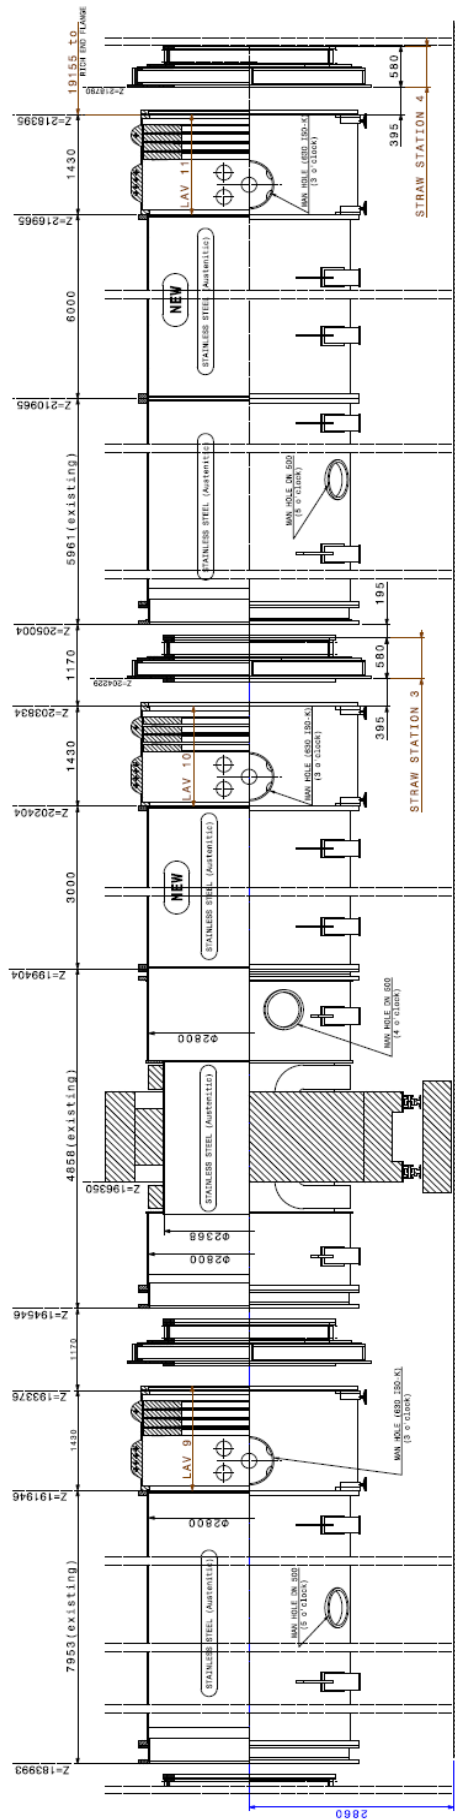 19155 to
RICH END FLANGE
Z=218790
Z=218395
1430
LAV 11
MAN HOLE (630 ISO-K)
(3 o'clock)
580
395
STRAW STATION 4
Z=216965
6000
NEW
STAINLESS STEEL (Austenitic)
Z=210965
5961(existing)
STAINLESS STEEL (Austenitic)
MAN HOLE DN 500
(5 o'clock)
Z=205004
1170
195
580
395
STRAW STATION 3
Z=204229
Z=203834
1430
LAV 10
MAN HOLE (630 ISO-K)
(3 o'clock)
Z=202404
3000
NEW
STAINLESS STEEL (Austenitic)
Z=199404
4858(existing)
Φ2800
MAN HOLE DN 600
(4 o'clock)
STAINLESS STEEL (Austenitic)
Z=196350
Φ2368
Φ2800
Z=194546
1170
Z=193376
1430
LAV 9
MAN HOLE (630 ISO-K)
(3 o'clock)
Z=191946
Φ2800
7953(existing)
STAINLESS STEEL (Austenitic)
MAN HOLE DN 500
(5 o'clock)
Z=183993
2860